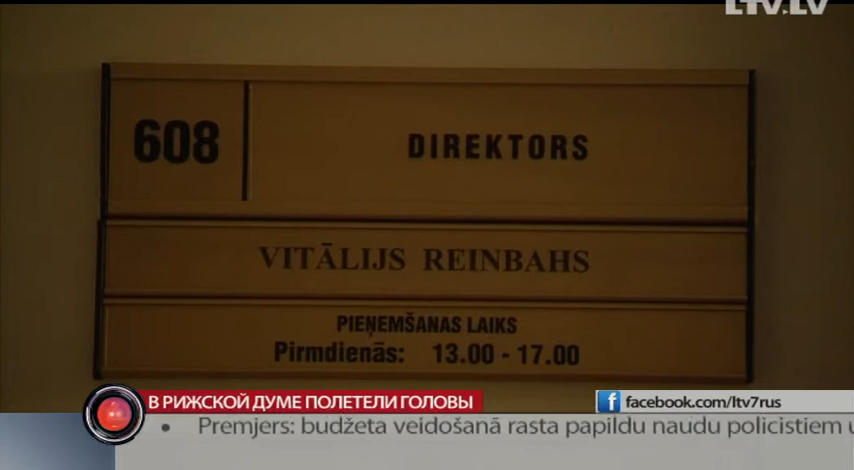 LTV.LV
608
DIREKTORS
VITĀLIJS REINBAHS
PIEŅEMŠANAS LAIKS
Pirmdienās: 13.00 - 17.00
В РИЖСКОЙ ДУМЕ ПОЛЕТЕЛИ ГОЛОВЫ
f facebook.com/ltv7rus
• Premjers: budžeta veidošanā rasta papildu naudu policistiem u